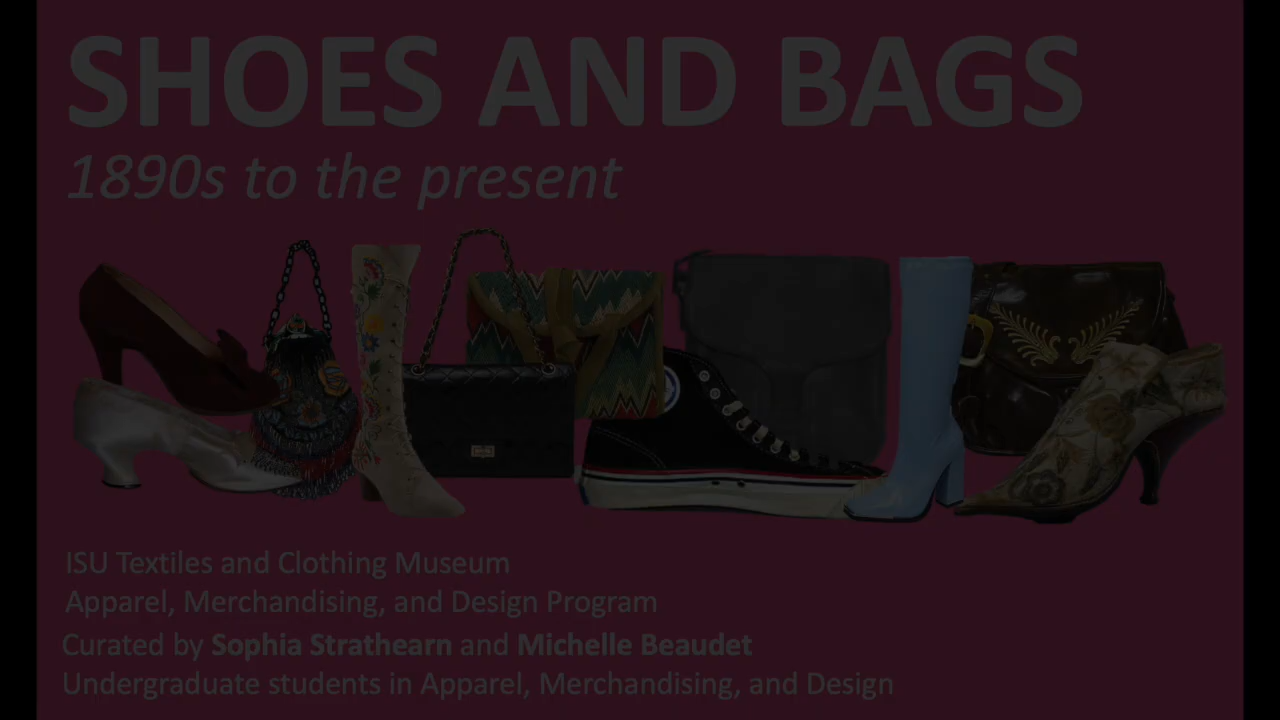 SHOES AND BAGS
1890s to the present
ISU Textiles and Clothing Museum
Apparel, Merchandising, and Design Program
Curated by Sophia Strathearn and Michelle Beaudet
Undergraduate students in Apparel, Merchandising, and Design